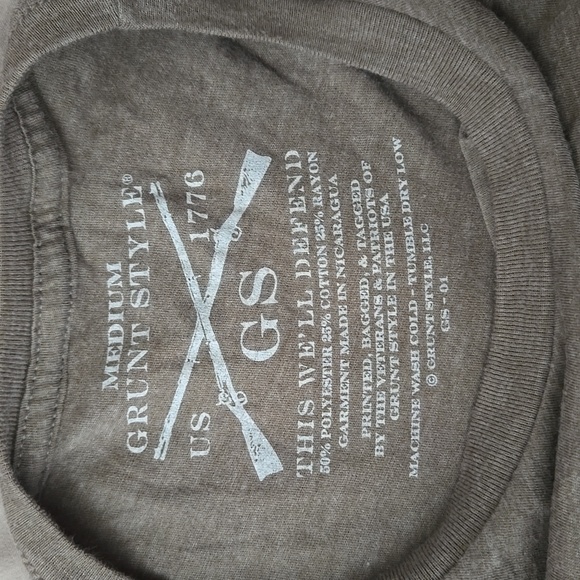 MEDIUM
GRUNT STYLE®
US 1776
GS
THIS WE'LL DEFEND
50% POLYESTER 25% COTTON 25% RAYON
GARMENT MADE IN NICARAGUA
PRINTED, BAGGED, & TAGGED
BY THE VETERANS & PATRIOTS OF
GRUNT STYLE IN THE USA
MACHINE WASH COLD - TUMBLE DRY LOW
© GRUNT STYLE, LLC
GS - 01